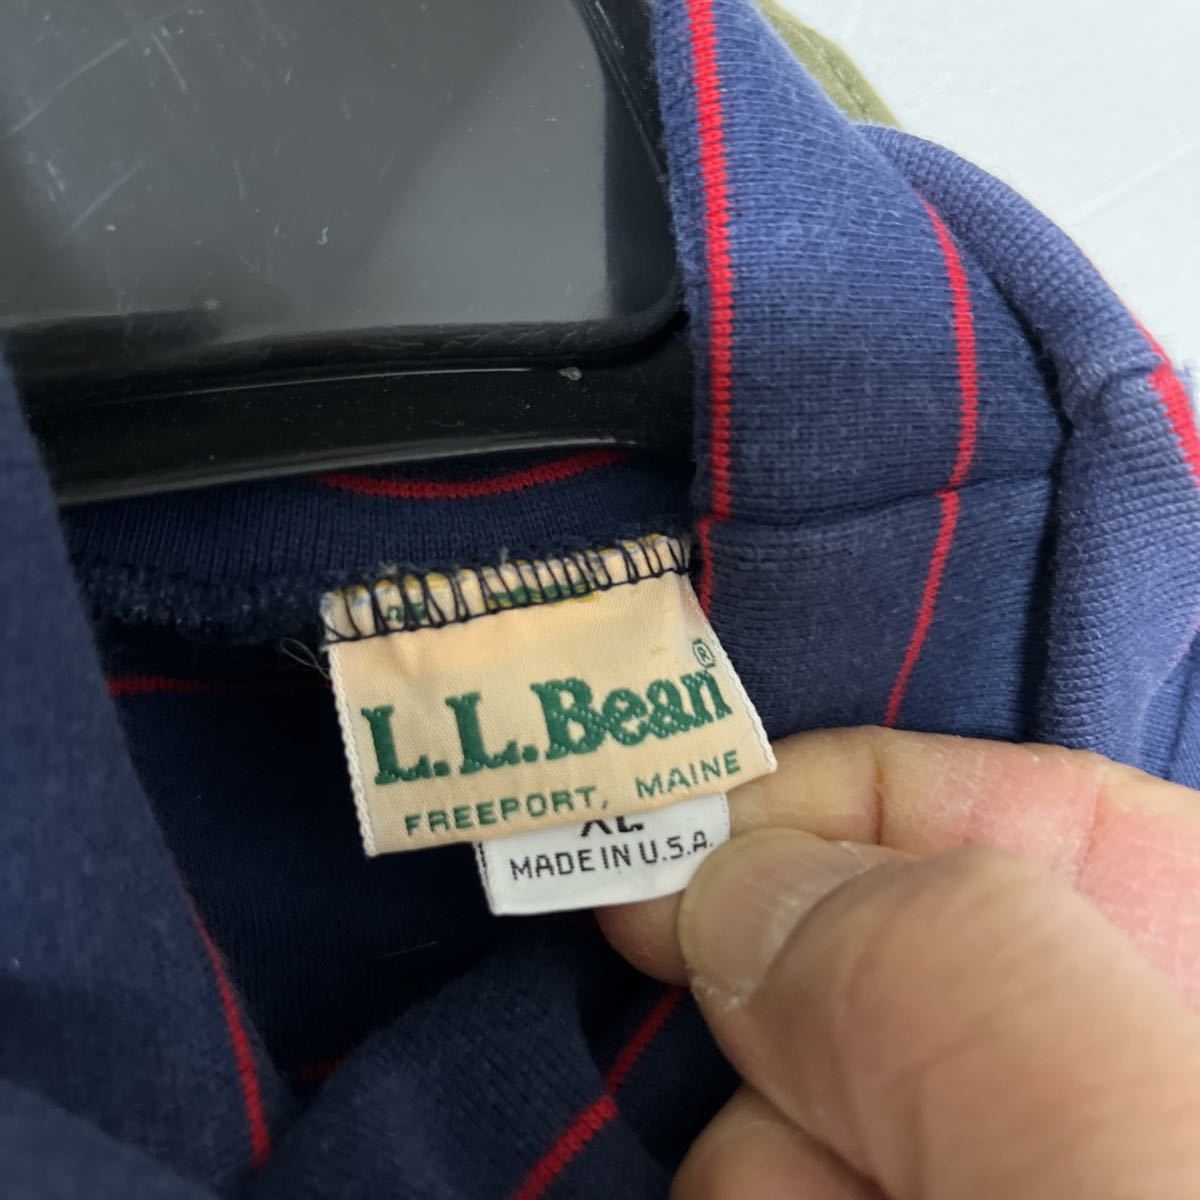 L.L.Bean®
FREEPORT, MAINE
XL
MADE IN U.S.A.